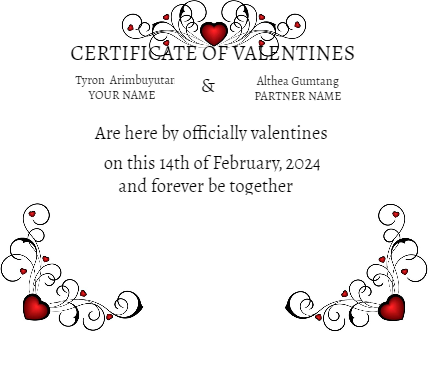 CERTIFICATE OF VALENTINES
Tyron Arimbuyutar & Althea Gumtang
YOUR NAME PARTNER NAME
Are here by officially valentines
on this 14th of February, 2024
and forever be together